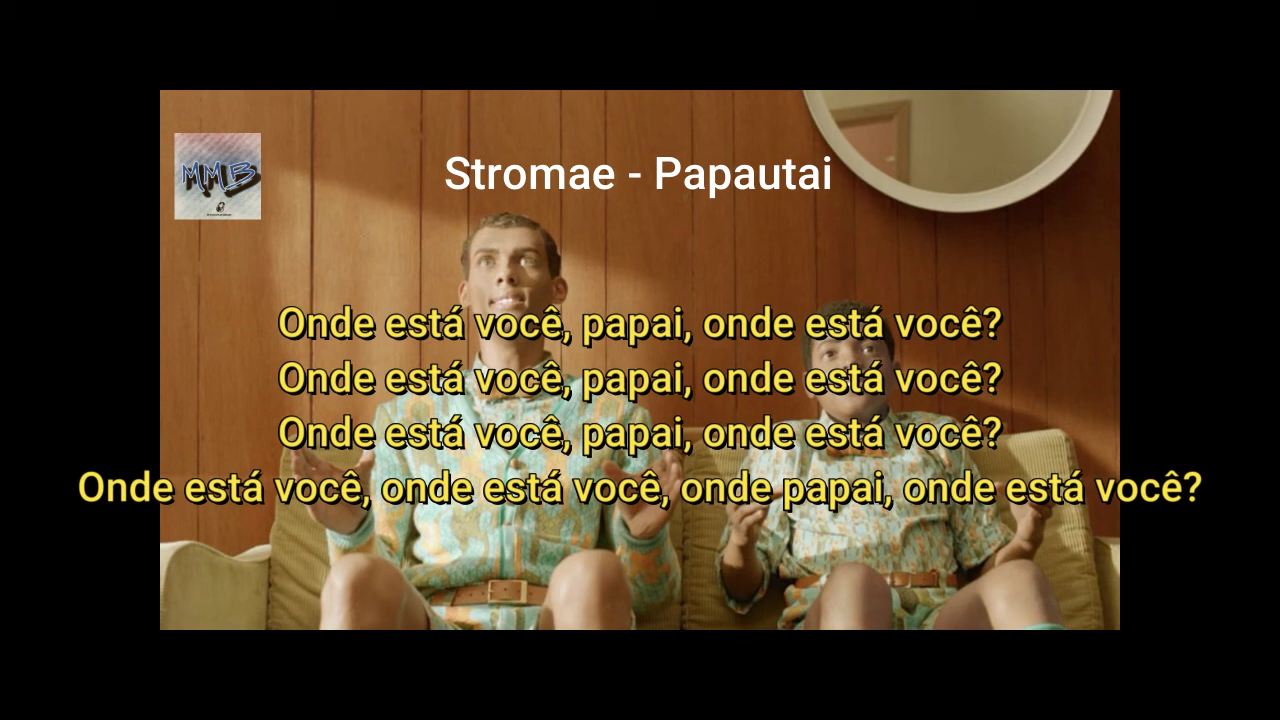 MMB
Stromae - Papautai
Onde está você, papai, onde está você?
Onde está você, papai, onde está você?
Onde está você, papai, onde está você?
Onde está você, onde está você, onde papai, onde está você?